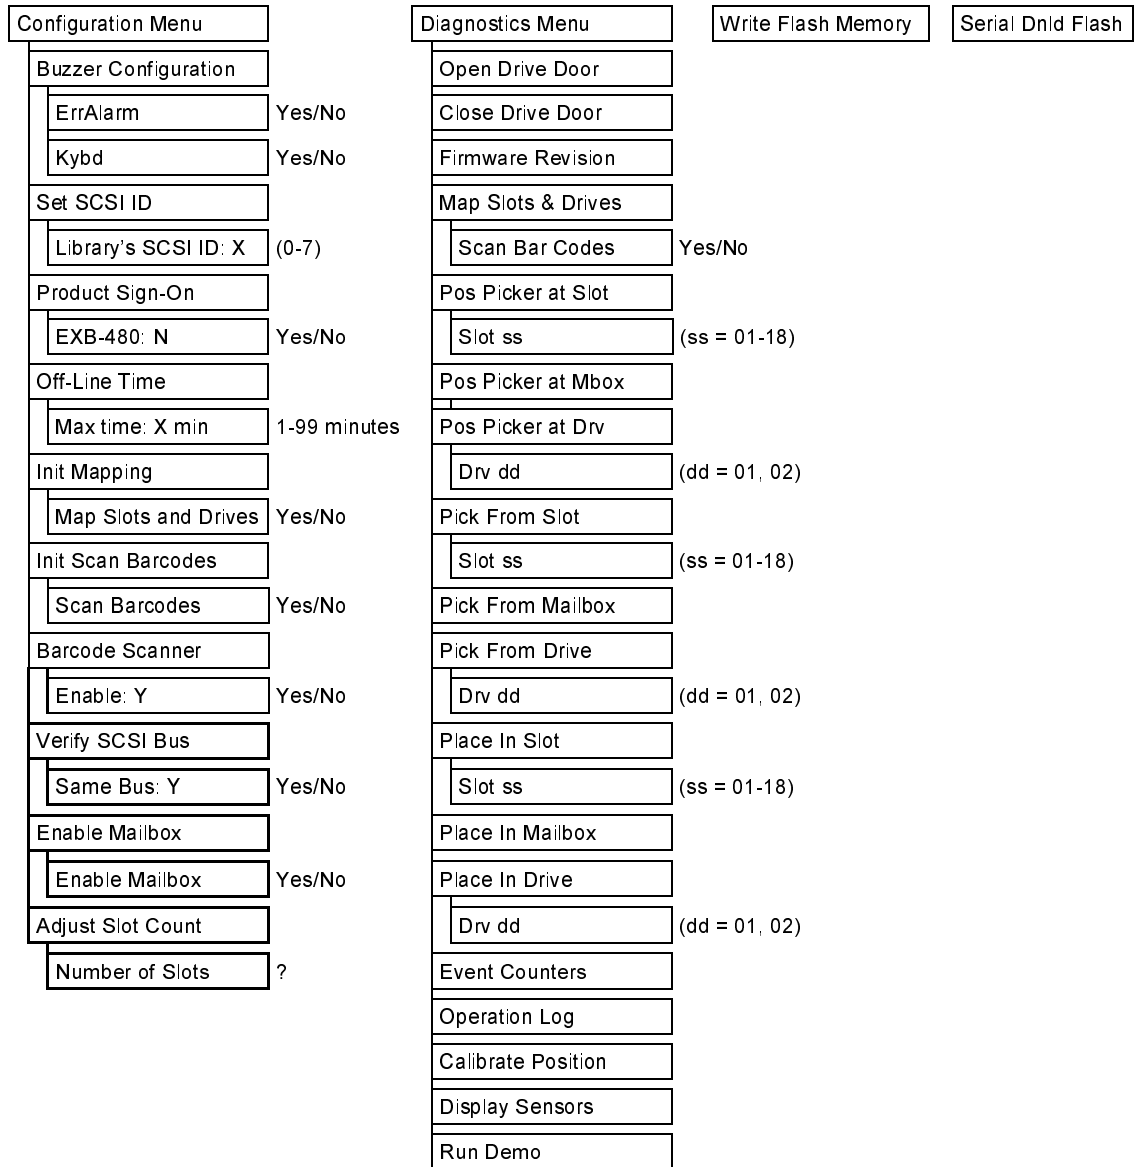 Configuration Menu
Buzzer Configuration
ErrAlarm Yes/No
Kybd Yes/No
Set SCSI ID
Library's SCSI ID: X (0-7)
Product Sign-On
EXB-480: N Yes/No
Off-Line Time
Max time: X min 1-99 minutes
Init Mapping
Map Slots and Drives Yes/No
Init Scan Barcodes
Scan Barcodes Yes/No
Barcode Scanner
Enable: Y Yes/No
Verify SCSI Bus
Same Bus: Y Yes/No
Enable Mailbox
Enable Mailbox Yes/No
Adjust Slot Count
Number of Slots ?
Diagnostics Menu
Open Drive Door
Close Drive Door
Firmware Revision
Map Slots & Drives
Scan Bar Codes Yes/No
Pos Picker at Slot
Slot ss (ss = 01-18)
Pos Picker at Mbox
Pos Picker at Drv
Drv dd (dd = 01, 02)
Pick From Slot
Slot ss (ss = 01-18)
Pick From Mailbox
Pick From Drive
Drv dd (dd = 01, 02)
Place In Slot
Slot ss (ss = 01-18)
Place In Mailbox
Place In Drive
Drv dd (dd = 01, 02)
Event Counters
Operation Log
Calibrate Position
Display Sensors
Run Demo
Write Flash Memory
Serial Dnld Flash